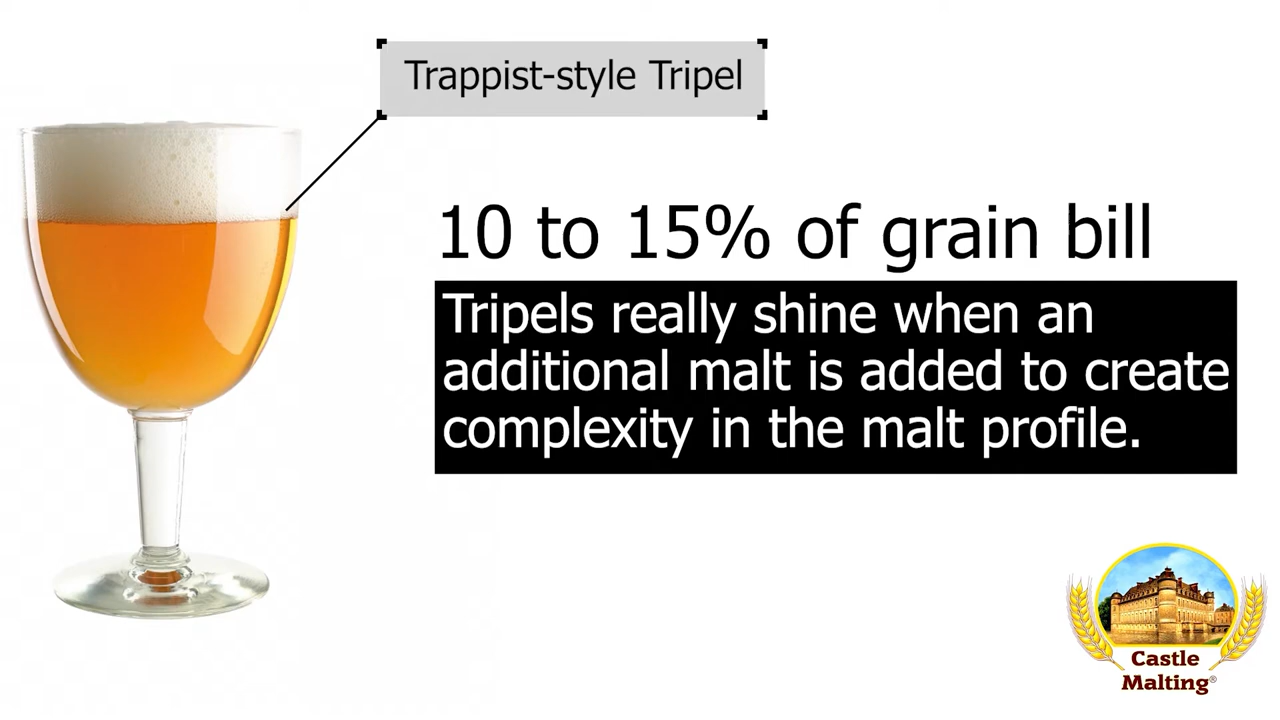 Trappist-style Tripel
10 to 15% of grain bill
Tripels really shine when an
additional malt is added to create
complexity in the malt profile.
Castle
Malting®